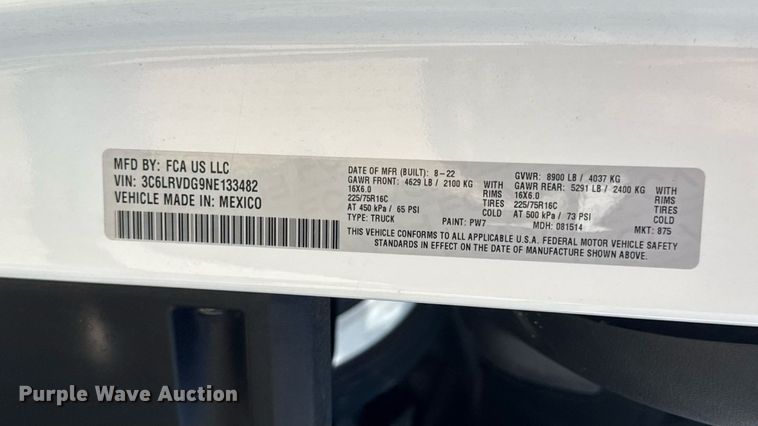 MFD BY: FCA US LLC
VIN: 3C6LRVDG9NE133482
VEHICLE MADE IN: MEXICO
DATE OF MFR (BUILT): 8-22 GVWR: 8900 LB / 4037 KG
GAWR FRONT: 4629 LB / 2100 KG WITH GAWR REAR: 5291 LB / 2400 KG WITH
16X6.0 RIMS 16X6.0 RIMS
225/75R16C TIRES 225/75R16C TIRES
AT 450 kPa / 65 PSI COLD AT 500 kPa / 73 PSI COLD
TYPE: TRUCK PAINT: PW7 MDH: 081514 MKT: 875
THIS VEHICLE CONFORMS TO ALL APPLICABLE U.S.A. FEDERAL MOTOR VEHICLE SAFETY
STANDARDS IN EFFECT ON THE DATE OF MANUFACTURE SHOWN ABOVE.
Purple Wave Auction